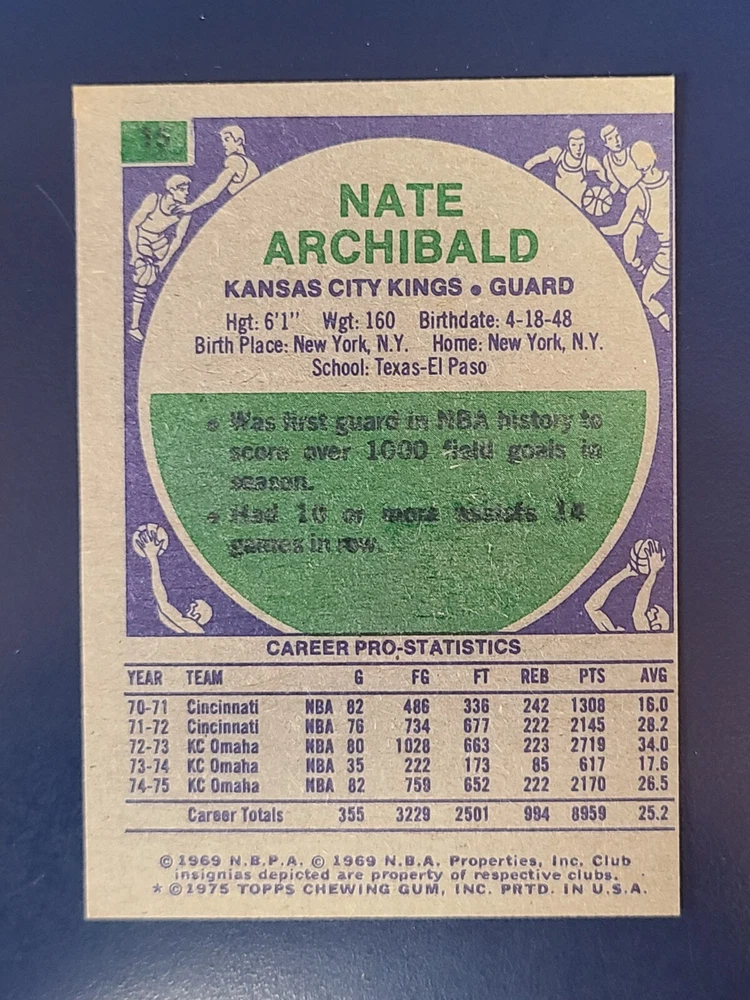 15
NATE
ARCHIBALD
KANSAS CITY KINGS • GUARD
Hgt: 6'1" Wgt: 160 Birthdate: 4-18-48
Birth Place: New York, N.Y. Home: New York, N.Y.
School: Texas-El Paso
• Was first guard in NBA history to
score over 1000 field goals in
season.
• Had 10 or more assists 14
games in row.
CAREER PRO-STATISTICS
YEAR TEAM G FG FT REB PTS AVG
70-71 Cincinnati NBA 82 486 336 242 1308 16.0
71-72 Cincinnati NBA 76 734 677 222 2145 28.2
72-73 KC Omaha NBA 80 1028 663 223 2719 34.0
73-74 KC Omaha NBA 35 222 173 85 617 17.6
74-75 KC Omaha NBA 82 759 652 222 2170 26.5
Career Totals 355 3229 2501 994 8959 25.2
© 1969 N.B.P.A. © 1969 N.B.A. Properties, Inc. Club
insignias depicted are property of respective clubs.
* © 1975 TOPPS CHEWING GUM, INC. PRTD. IN U.S.A.